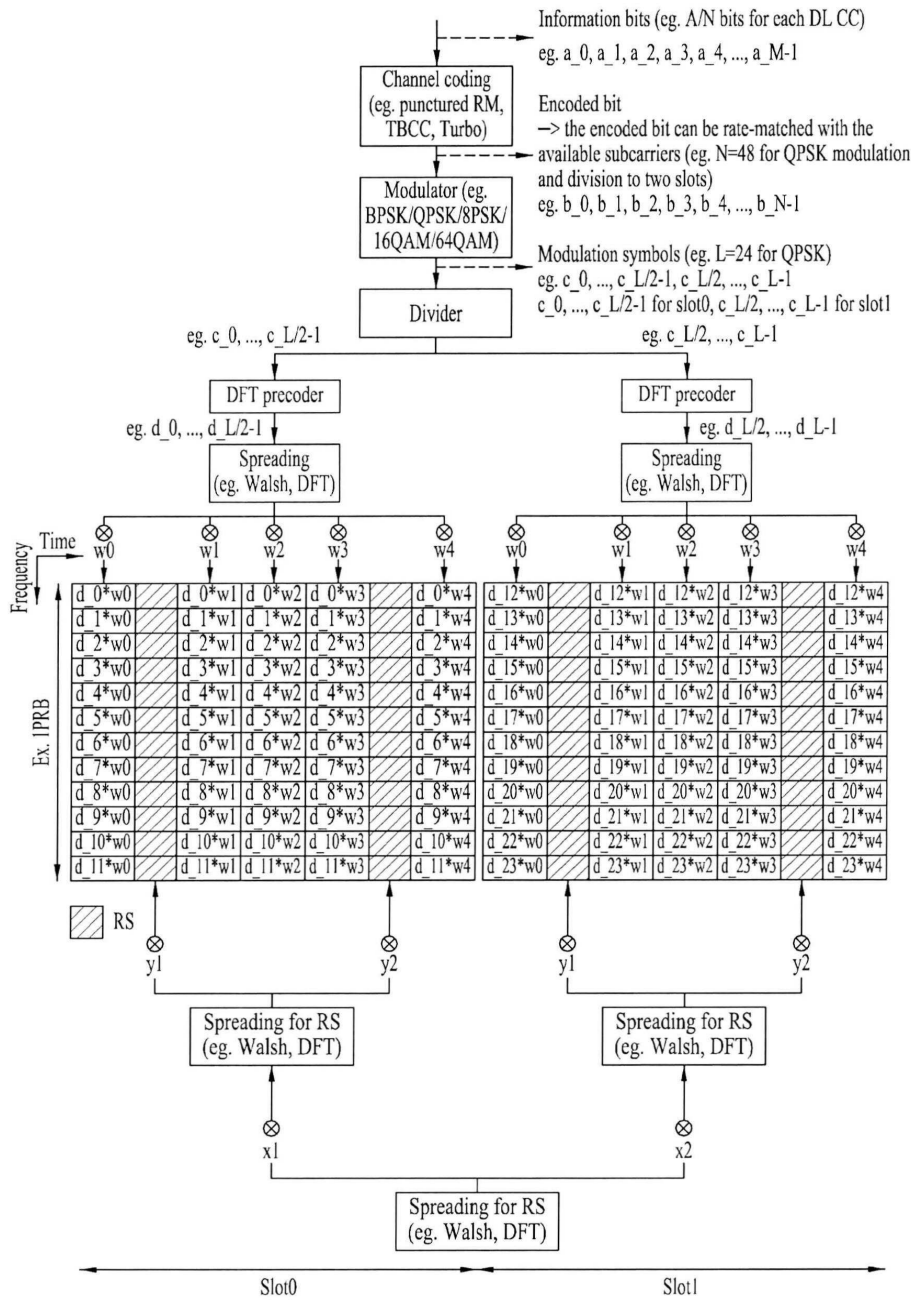 Information bits (eg. A/N bits for each DL CC)
eg. a_0, a_1, a_2, a_3, a_4, ..., a_M-1
Channel coding
(eg. punctured RM,
TBCC, Turbo)
Encoded bit
—> the encoded bit can be rate-matched with the
available subcarriers (eg. N=48 for QPSK modulation
and division to two slots)
eg. b_0, b_1, b_2, b_3, b_4, ..., b_N-1
Modulator (eg.
BPSK/QPSK/8PSK/
16QAM/64QAM)
Modulation symbols (eg. L=24 for QPSK)
eg. c_0, ..., c_L/2-1, c_L/2, ..., c_L-1
c_0, ..., c_L/2-1 for slot0, c_L/2, ..., c_L-1 for slot1
Divider
eg. c_0, ..., c_L/2-1
eg. c_L/2, ..., c_L-1
DFT precoder
DFT precoder
eg. d_0, ..., d_L/2-1
eg. d_L/2, ..., d_L-1
Spreading
(eg. Walsh, DFT)
Spreading
(eg. Walsh, DFT)
Time
Frequency
w0 w1 w2 w3 w4 w0 w1 w2 w3 w4
Ex. 1PRB
d_0*w0 d_0*w1 d_0*w2 d_0*w3 d_0*w4 d_12*w0 d_12*w1 d_12*w2 d_12*w3 d_12*w4
d_1*w0 d_1*w1 d_1*w2 d_1*w3 d_1*w4 d_13*w0 d_13*w1 d_13*w2 d_13*w3 d_13*w4
d_2*w0 d_2*w1 d_2*w2 d_2*w3 d_2*w4 d_14*w0 d_14*w1 d_14*w2 d_14*w3 d_14*w4
d_3*w0 d_3*w1 d_3*w2 d_3*w3 d_3*w4 d_15*w0 d_15*w1 d_15*w2 d_15*w3 d_15*w4
d_4*w0 d_4*w1 d_4*w2 d_4*w3 d_4*w4 d_16*w0 d_16*w1 d_16*w2 d_16*w3 d_16*w4
d_5*w0 d_5*w1 d_5*w2 d_5*w3 d_5*w4 d_17*w0 d_17*w1 d_17*w2 d_17*w3 d_17*w4
d_6*w0 d_6*w1 d_6*w2 d_6*w3 d_6*w4 d_18*w0 d_18*w1 d_18*w2 d_18*w3 d_18*w4
d_7*w0 d_7*w1 d_7*w2 d_7*w3 d_7*w4 d_19*w0 d_19*w1 d_19*w2 d_19*w3 d_19*w4
d_8*w0 d_8*w1 d_8*w2 d_8*w3 d_8*w4 d_20*w0 d_20*w1 d_20*w2 d_20*w3 d_20*w4
d_9*w0 d_9*w1 d_9*w2 d_9*w3 d_9*w4 d_21*w0 d_21*w1 d_21*w2 d_21*w3 d_21*w4
d_10*w0 d_10*w1 d_10*w2 d_10*w3 d_10*w4 d_22*w0 d_22*w1 d_22*w2 d_22*w3 d_22*w4
d_11*w0 d_11*w1 d_11*w2 d_11*w3 d_11*w4 d_23*w0 d_23*w1 d_23*w2 d_23*w3 d_23*w4
RS
y1 y2 y1 y2
Spreading for RS
(eg. Walsh, DFT)
Spreading for RS
(eg. Walsh, DFT)
x1 x2
Spreading for RS
(eg. Walsh, DFT)
Slot0 Slot1